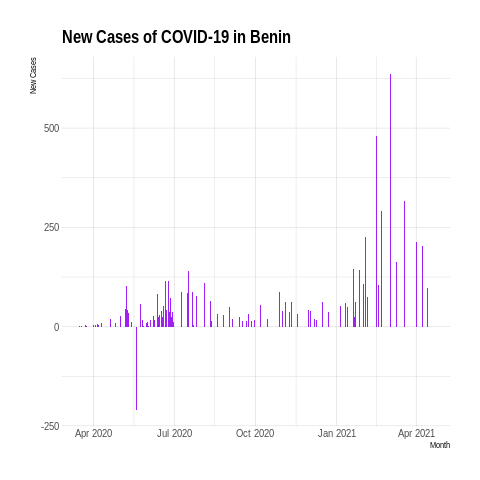 New Cases of COVID-19 in Benin
New Cases
500
250
0
-250
Apr 2020 Jul 2020 Oct 2020 Jan 2021 Apr 2021
Month